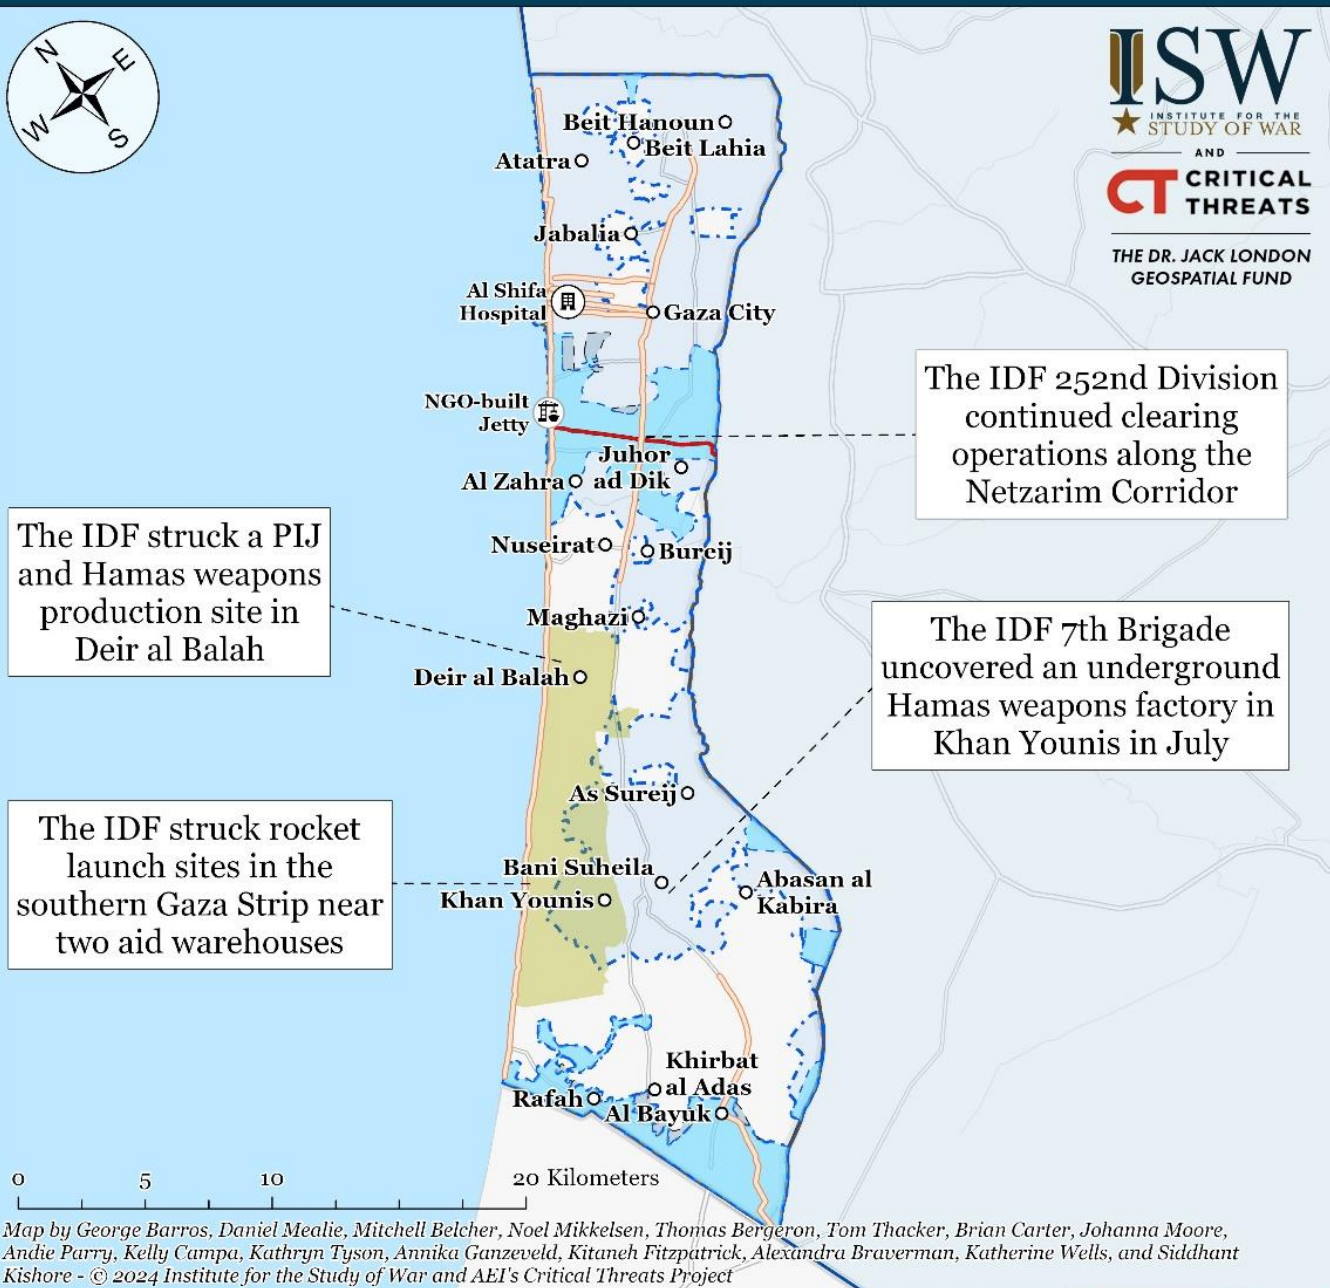 N
E
W
S
ISW
INSTITUTE FOR THE
STUDY OF WAR
AND
CT CRITICAL
THREATS
THE DR. JACK LONDON
GEOSPATIAL FUND
Beit Hanoun
Beit Lahia
Atatra
Jabalia
Al Shifa
Hospital
Gaza City
NGO-built
Jetty
The IDF 252nd Division
continued clearing
operations along the
Netzarim Corridor
Juhor
ad Dik
Al Zahra
The IDF struck a PIJ
and Hamas weapons
production site in
Deir al Balah
Nuseirat
Bureij
Maghazi
Deir al Balah
The IDF 7th Brigade
uncovered an underground
Hamas weapons factory in
Khan Younis in July
As Sureij
The IDF struck rocket
launch sites in the
southern Gaza Strip near
two aid warehouses
Bani Suheila
Khan Younis
Abasan al
Kabira
Khirbat
al Adas
Rafah
Al Bayuk
0 5 10 20 Kilometers
Map by George Barros, Daniel Mealie, Mitchell Belcher, Noel Mikkelsen, Thomas Bergeron, Tom Thacker, Brian Carter, Johanna Moore,
Andie Parry, Kelly Campa, Kathryn Tyson, Annika Ganzeveld, Kitaneh Fitzpatrick, Alexandra Braverman, Katherine Wells, and Siddhant
Kishore - © 2024 Institute for the Study of War and AEI's Critical Threats Project